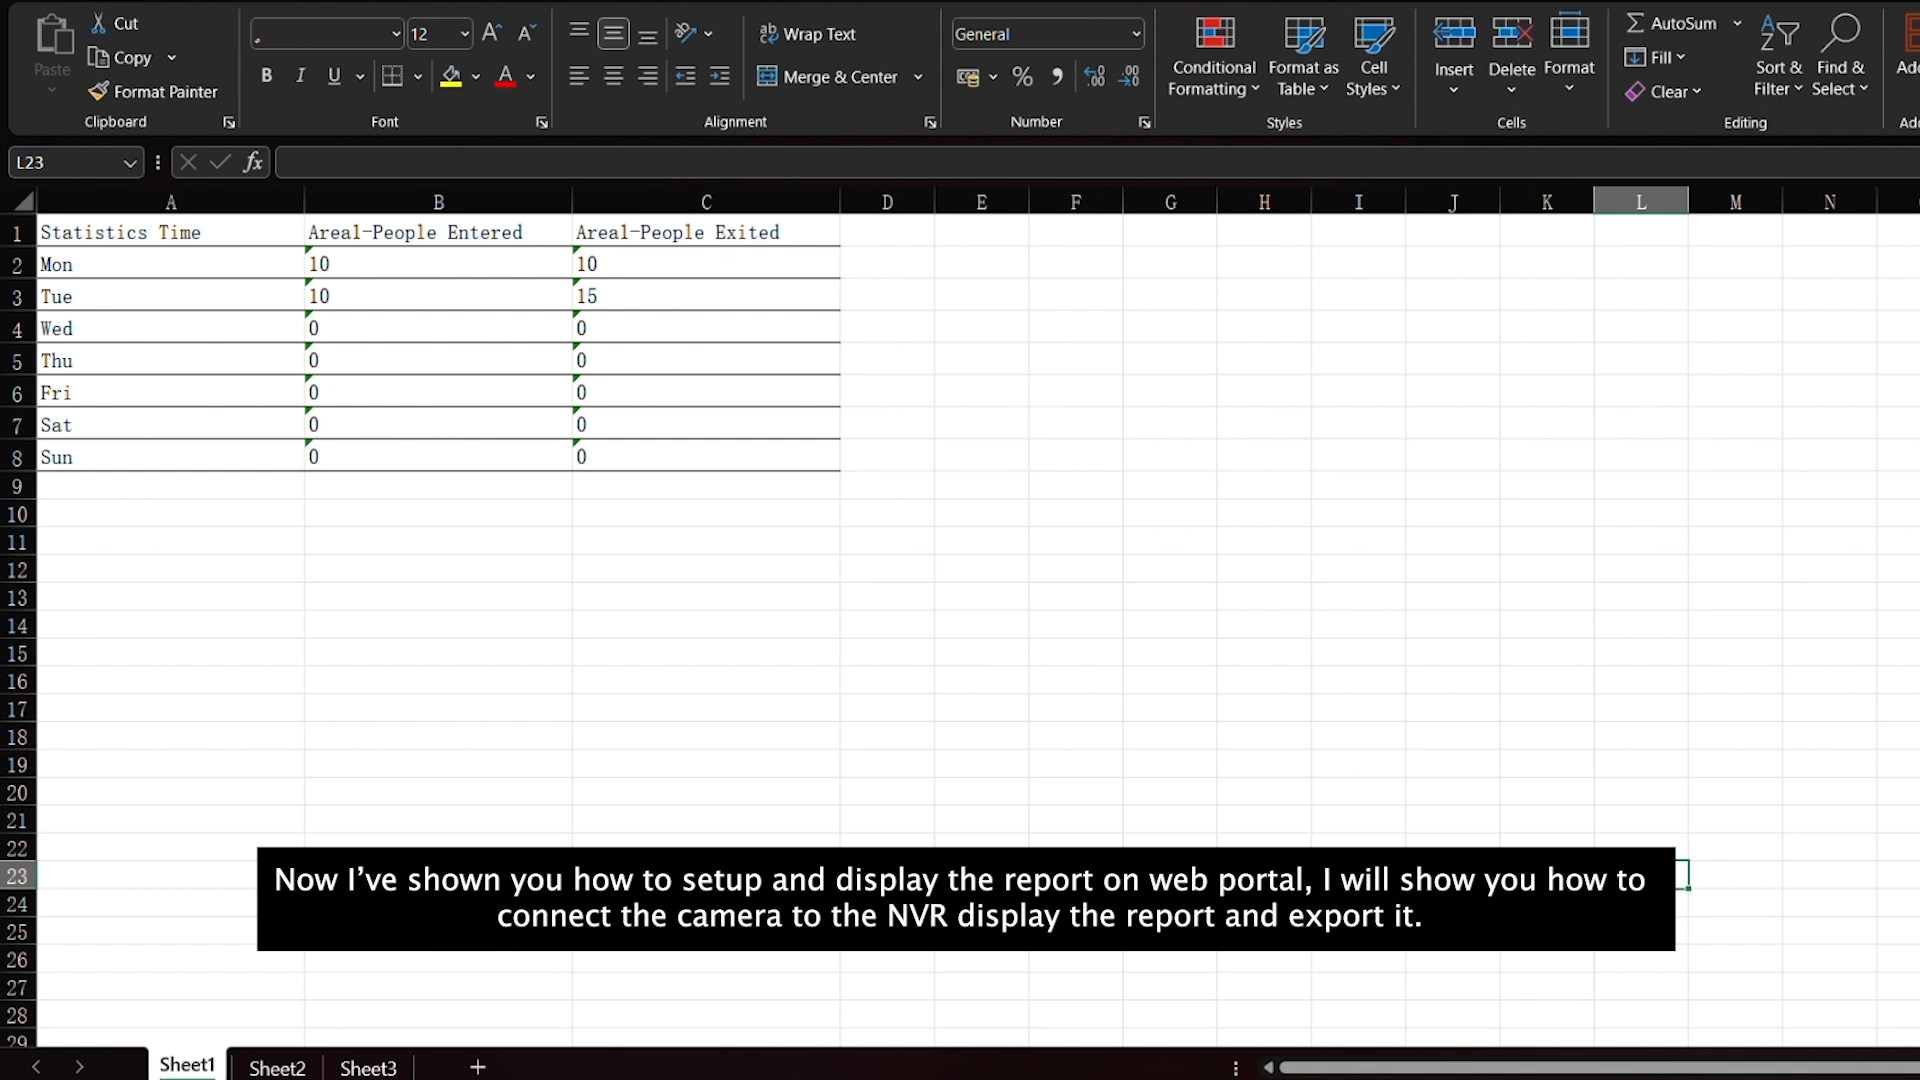 Paste
Cut
Copy
Format Painter
Clipboard
12
B I U
Font
Wrap Text
Merge & Center
Alignment
General
Number
Conditional Formatting
Format as Table
Cell Styles
Styles
Insert
Delete
Format
Cells
AutoSum
Fill
Clear
Sort & Filter
Find & Select
Editing
L23
fx
A B C D E F G H I J K L M N
1 Statistics Time Areal-People Entered Areal-People Exited
2 Mon 10 10
3 Tue 10 15
4 Wed 0 0
5 Thu 0 0
6 Fri 0 0
7 Sat 0 0
8 Sun 0 0
9
10
11
12
13
14
15
16
17
18
19
20
21
22
23
24
25
26
27
28
29
Now I've shown you how to setup and display the report on web portal, I will show you how to
connect the camera to the NVR display the report and export it.
Sheet1 Sheet2 Sheet3